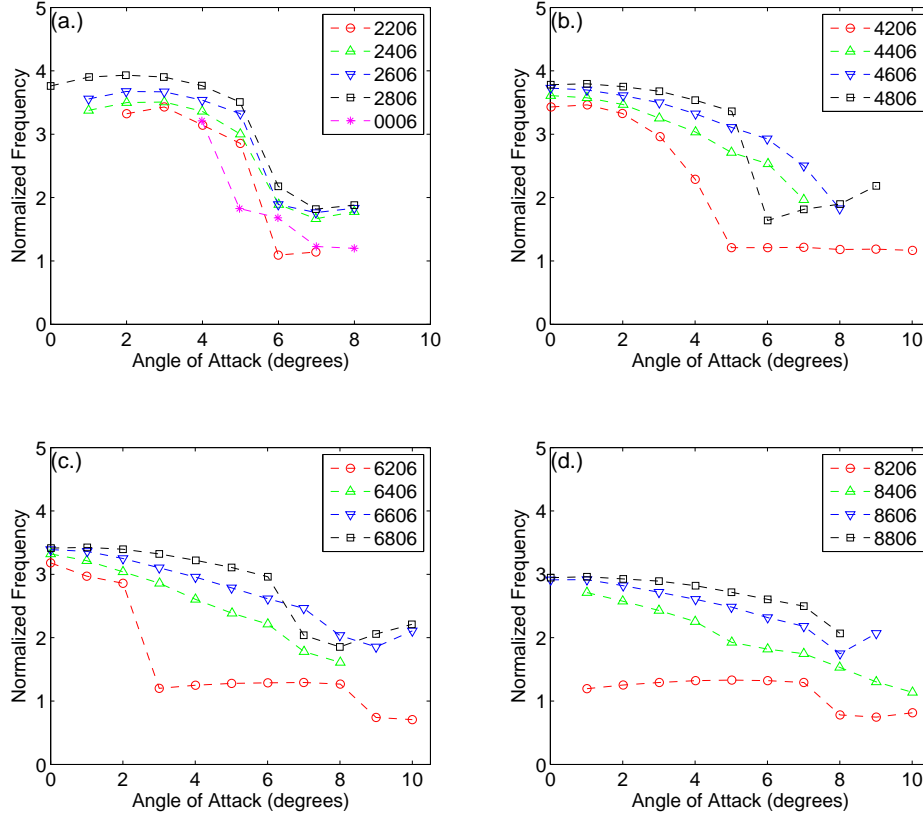 (a.)
2206
2406
2606
2806
0006
5
4
3
2
1
0
Normalized Frequency
0 2 4 6 8 10
Angle of Attack (degrees)
(b.)
4206
4406
4606
4806
5
4
3
2
1
0
Normalized Frequency
0 2 4 6 8 10
Angle of Attack (degrees)
(c.)
6206
6406
6606
6806
5
4
3
2
1
0
Normalized Frequency
0 2 4 6 8 10
Angle of Attack (degrees)
(d.)
8206
8406
8606
8806
5
4
3
2
1
0
Normalized Frequency
0 2 4 6 8 10
Angle of Attack (degrees)